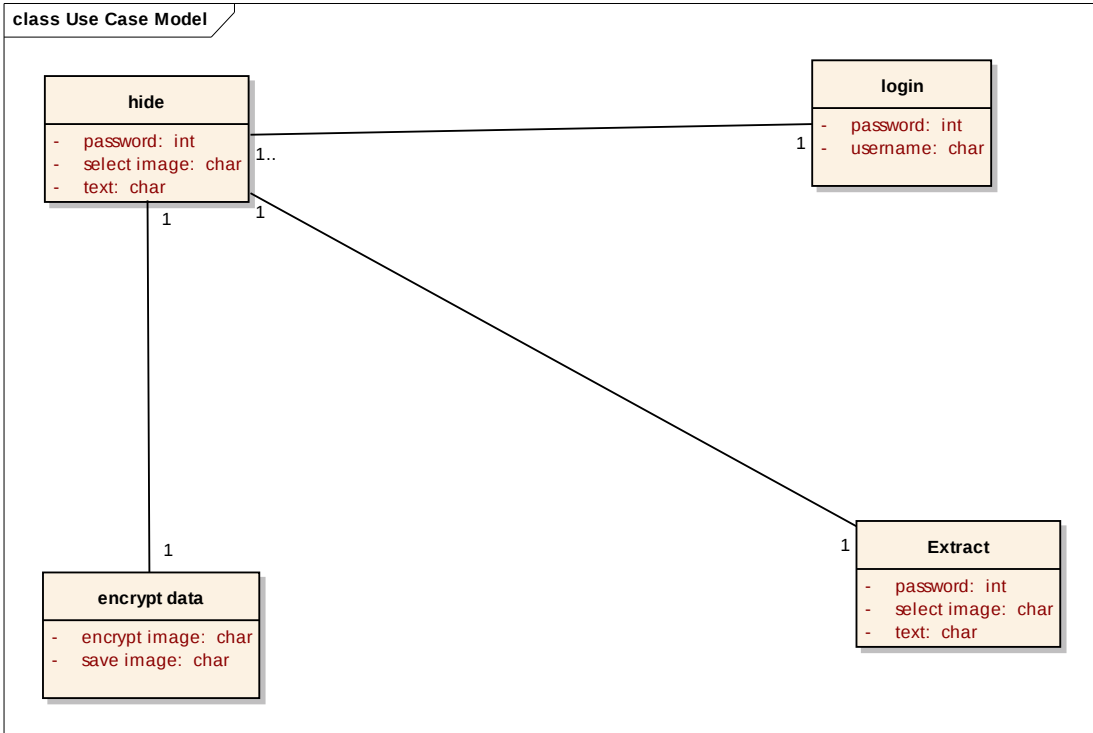 class Use Case Model
hide
- password: int
- select image: char
- text: char
login
- password: int
- username: char
1..
1
1
1
1
1
encrypt data
- encrypt image: char
- save image: char
Extract
- password: int
- select image: char
- text: char